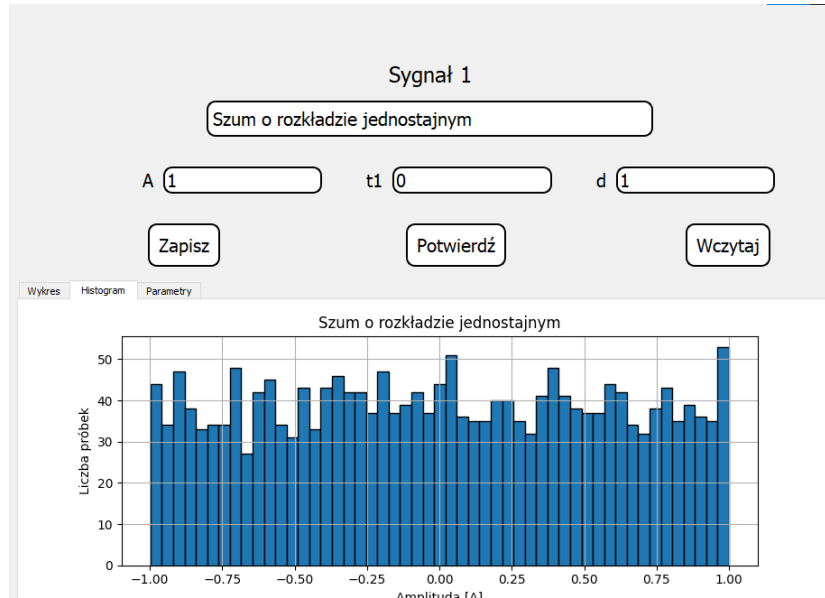 Sygnał 1
Szum o rozkładzie jednostajnym
A 1 t1 0 d 1
Zapisz Potwierdź Wczytaj
Wykres Histogram Parametry
Szum o rozkładzie jednostajnym
50
40
30
20
10
0
Liczba próbek
−1.00 −0.75 −0.50 −0.25 0.00 0.25 0.50 0.75 1.00
Amplituda [A]